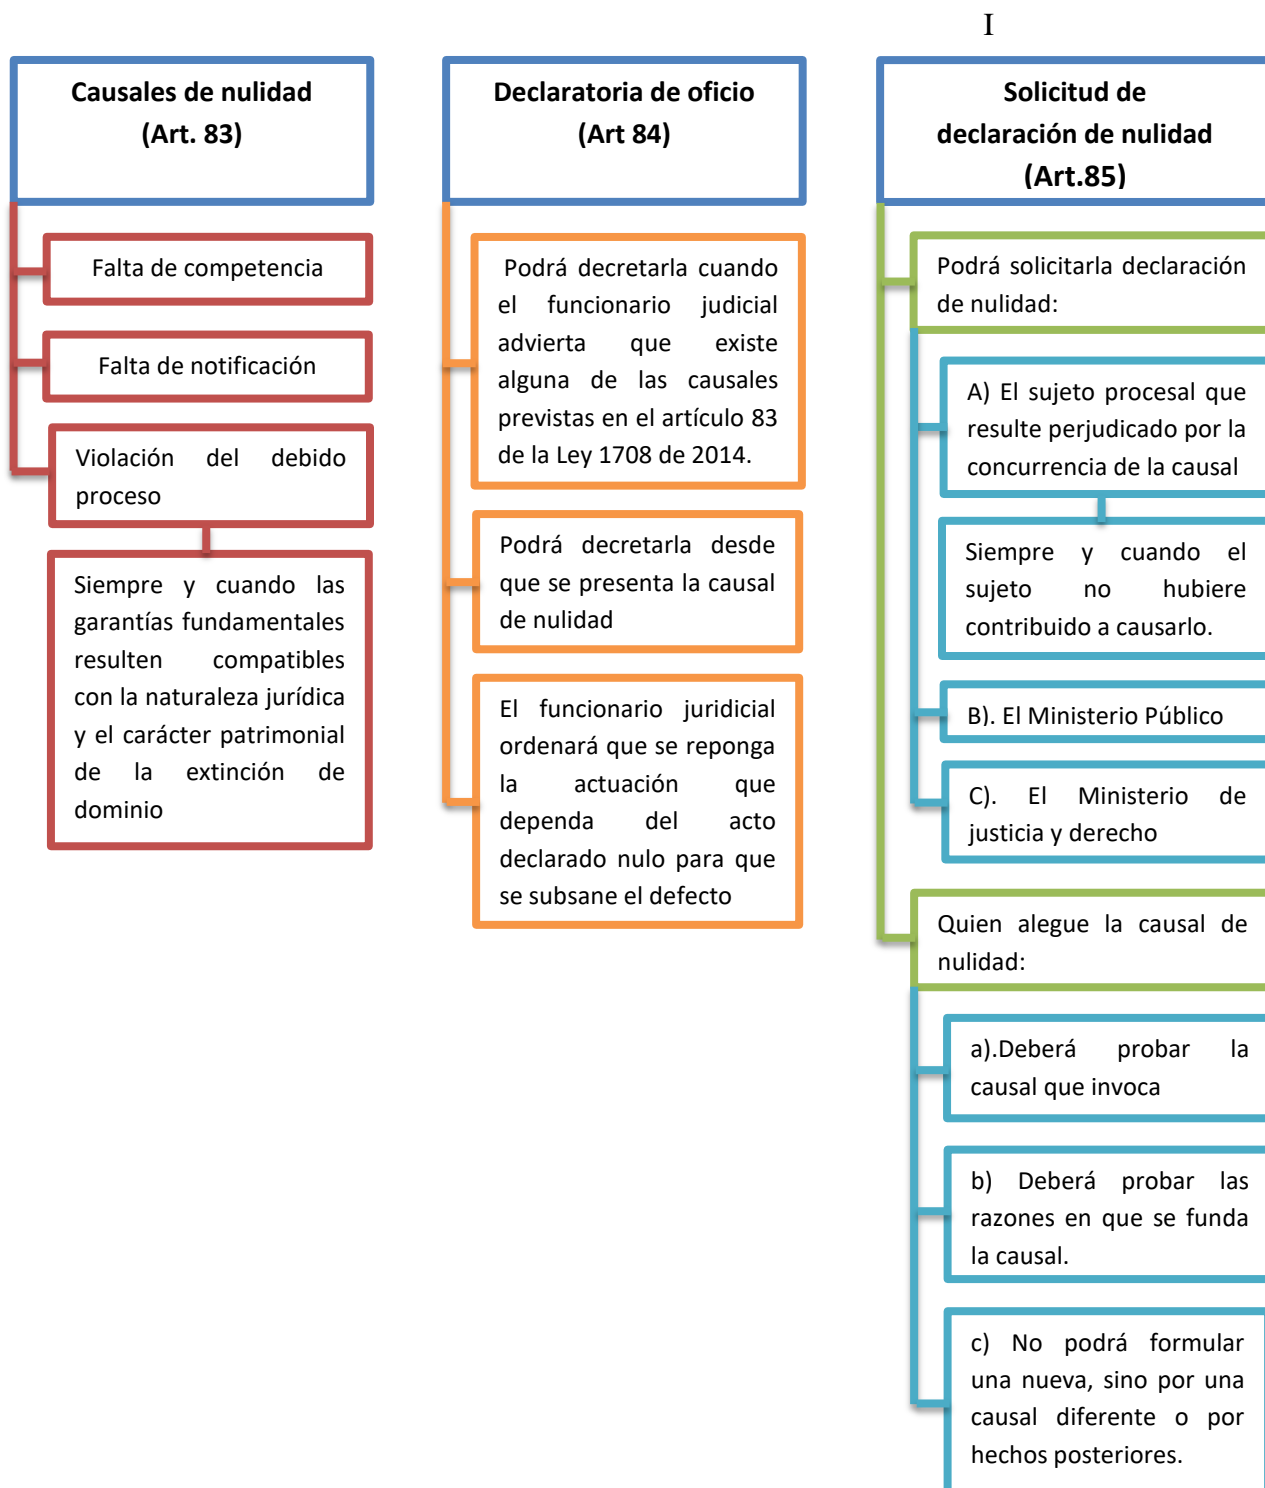 I
Causales de nulidad
(Art. 83)
Falta de competencia
Falta de notificación
Violación del debido
proceso
Siempre y cuando las
garantías fundamentales
resulten compatibles
con la naturaleza jurídica
y el carácter patrimonial
de la extinción de
dominio
Declaratoria de oficio
(Art 84)
Podrá decretarla cuando
el funcionario judicial
advierta que existe
alguna de las causales
previstas en el artículo 83
de la Ley 1708 de 2014.
Podrá decretarla desde
que se presenta la causal
de nulidad
El funcionario juridicial
ordenará que se reponga
la actuación que
dependa del acto
declarado nulo para que
se subsane el defecto
Solicitud de
declaración de nulidad
(Art.85)
Podrá solicitarla declaración
de nulidad:
A) El sujeto procesal que
resulte perjudicado por la
concurrencia de la causal
Siempre y cuando el
sujeto no hubiere
contribuido a causarlo.
B). El Ministerio Público
C). El Ministerio de
justicia y derecho
Quien alegue la causal de
nulidad:
a).Deberá probar la
causal que invoca
b) Deberá probar las
razones en que se funda
la causal.
c) No podrá formular
una nueva, sino por una
causal diferente o por
hechos posteriores.